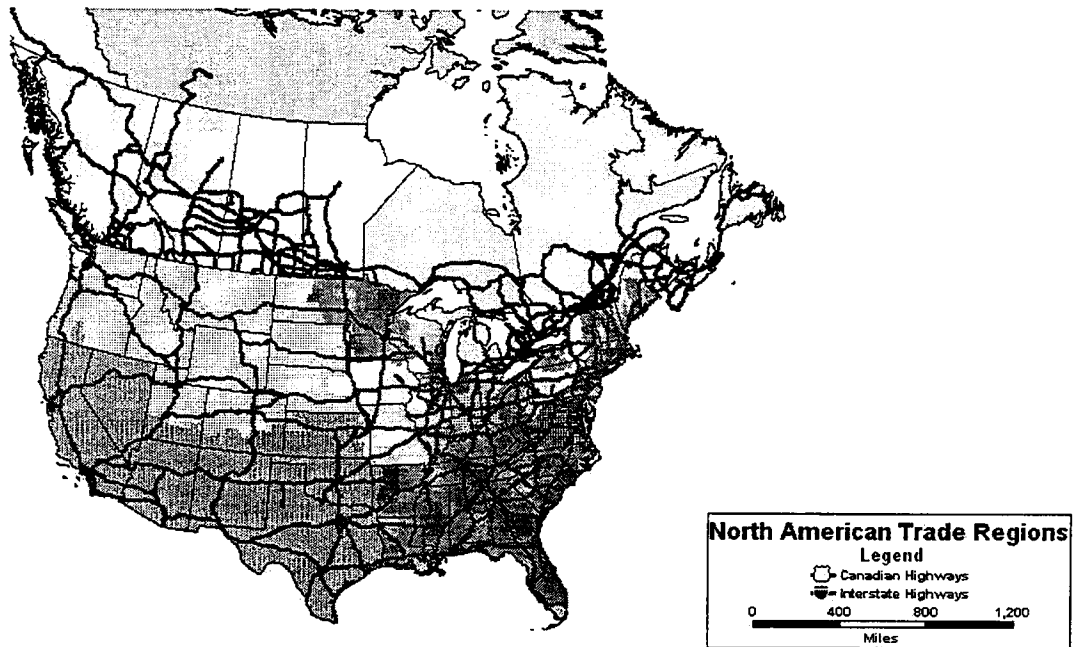 North American Trade Regions
Legend
Canadian Highways
Interstate Highways
0 400 800 1,200
Miles